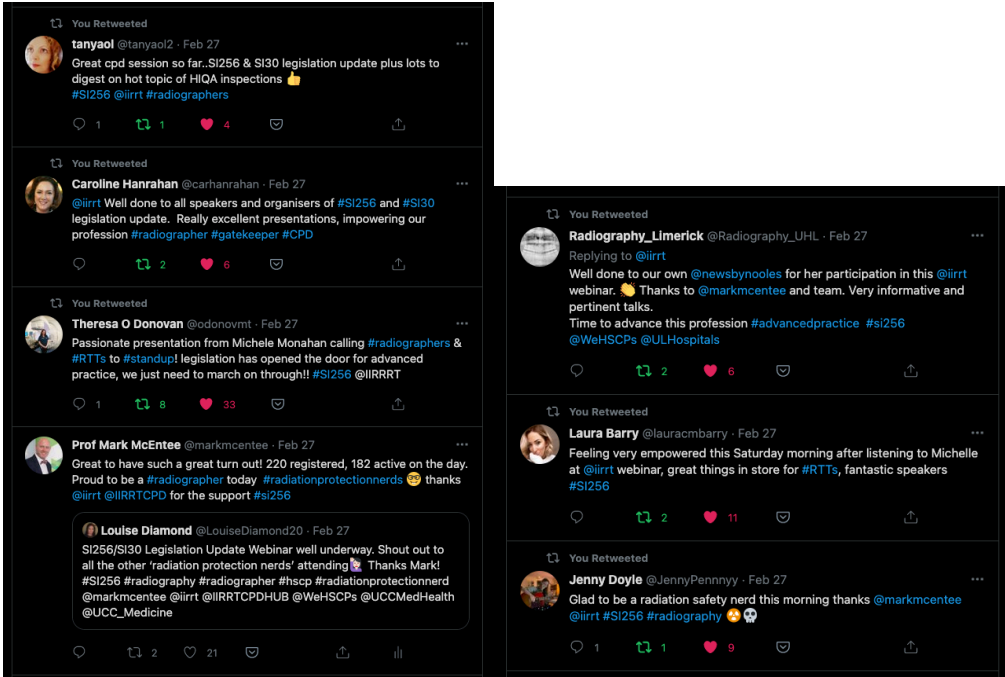 You Retweeted
tanyaol @tanyaol2 · Feb 27
Great cpd session so far..SI256 & SI30 legislation update plus lots to
digest on hot topic of HIQA inspections 👍
#SI256 @iirrt #radiographers
1 1 4
You Retweeted
Caroline Hanrahan @carhanrahan · Feb 27
@iirrt Well done to all speakers and organisers of #SI256 and #SI30
legislation update.  Really excellent presentations, impowering our
profession #radiographer #gatekeeper #CPD
2 6
You Retweeted
Theresa O Donovan @odonovmt · Feb 27
Passionate presentation from Michele Monahan calling #radiographers &
#RTTs to #standup! legislation has opened the door for advanced
practice, we just need to march on through!! #SI256 @IIRRRT
1 8 33
Prof Mark McEntee @markmcentee · Feb 27
Great to have such a great turn out! 220 registered, 182 active on the day.
Proud to be a #radiographer today  #radiationprotectionnerds 🤓 thanks
@iirrt @IIRRTCPD for the support #si256
Louise Diamond @LouiseDiamond20 · Feb 27
SI256/SI30 Legislation Update Webinar well underway. Shout out to
all the other ‘radiation protection nerds’ attending🙋🏻‍♀️ Thanks Mark!
#SI256 #radiography #radiographer #hscp #radiationprotectionnerd
@markmcentee @iirrt @IIRRTCPDHUB @WeHSCPs @UCCMedHealth
@UCC_Medicine
2 21
You Retweeted
Radiography_Limerick @Radiography_UHL · Feb 27
Replying to @iirrt
Well done to our own @newsbynooles for her participation in this @iirrt
webinar. 👏 Thanks to @markmcentee and team. Very informative and
pertinent talks.
Time to advance this profession #advancedpractice  #si256
@WeHSCPs @ULHospitals
2 6
You Retweeted
Laura Barry @lauracmbarry · Feb 27
Feeling very empowered this Saturday morning after listening to Michelle
at @iirrt webinar, great things in store for #RTTs, fantastic speakers
#SI256
2 11
You Retweeted
Jenny Doyle @JennyPennnyy · Feb 27
Glad to be a radiation safety nerd this morning thanks @markmcentee
@iirrt #SI256 #radiography 🙄💀
1 1 9